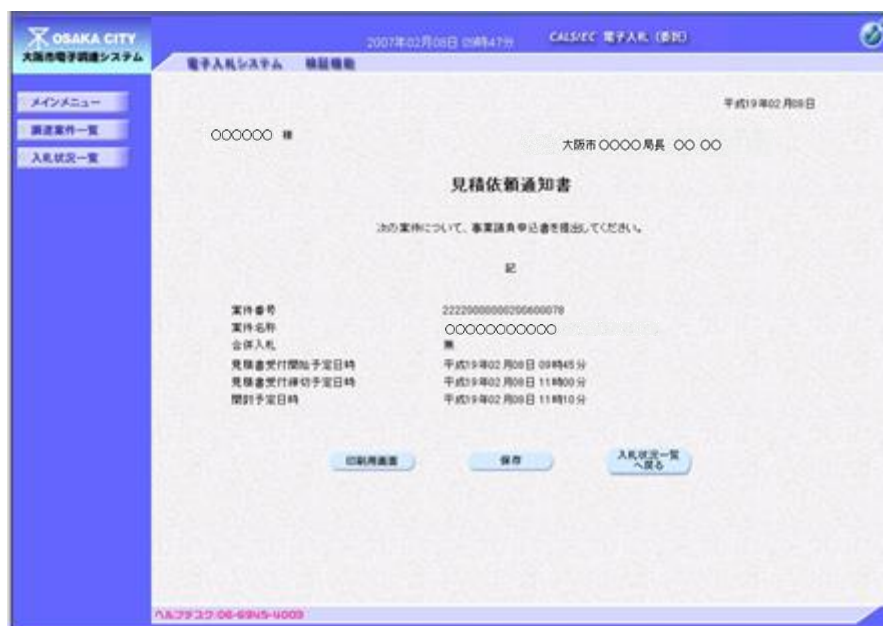 OSAKA CITY
大阪市電子調達システム
2007年02月08日 09時47分
CALS/EC 電子入札(委託)
電子入札システム 検証機能
メインメニュー
調達案件一覧
入札状況一覧
平成19年02月08日
○○○○○○ 様
大阪市○○○○局長 ○○ ○○
見積依頼通知書
次の案件について、事業請負申込書を提出してください。
記
案件番号 22220000000200600078
案件名称 ○○○○○○○○○○○
合併入札 無
見積書受付開始予定日時 平成19年02月08日 09時45分
見積書受付締切予定日時 平成19年02月08日 11時00分
開封予定日時 平成19年02月08日 11時10分
印刷用画面
保存
入札状況一覧
へ戻る
ヘルプデスク:06-6945-4003